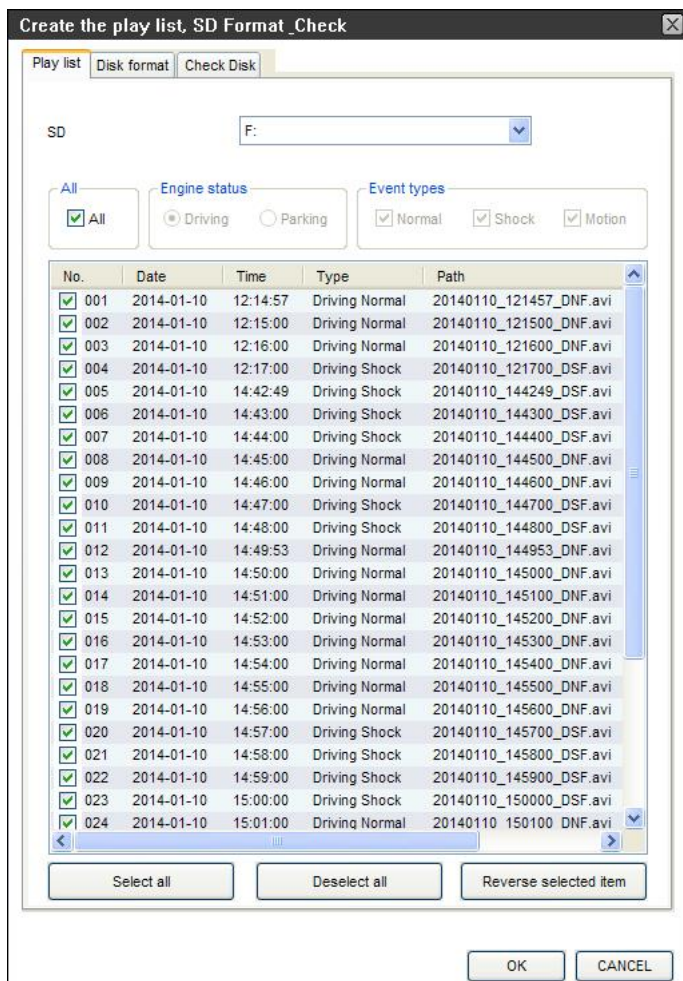 Create the play list, SD Format_Check
Play list Disk format Check Disk
SD F:
All Engine status Event types
All Driving Parking Normal Shock Motion
No. Date Time Type Path
001 2014-01-10 12:14:57 Driving Normal 20140110_121457_DNF.avi
002 2014-01-10 12:15:00 Driving Normal 20140110_121500_DNF.avi
003 2014-01-10 12:16:00 Driving Normal 20140110_121600_DNF.avi
004 2014-01-10 12:17:00 Driving Shock 20140110_121700_DSF.avi
005 2014-01-10 14:42:49 Driving Shock 20140110_144249_DSF.avi
006 2014-01-10 14:43:00 Driving Shock 20140110_144300_DSF.avi
007 2014-01-10 14:44:00 Driving Shock 20140110_144400_DSF.avi
008 2014-01-10 14:45:00 Driving Normal 20140110_144500_DNF.avi
009 2014-01-10 14:46:00 Driving Normal 20140110_144600_DNF.avi
010 2014-01-10 14:47:00 Driving Shock 20140110_144700_DSF.avi
011 2014-01-10 14:48:00 Driving Shock 20140110_144800_DSF.avi
012 2014-01-10 14:49:53 Driving Normal 20140110_144953_DNF.avi
013 2014-01-10 14:50:00 Driving Normal 20140110_145000_DNF.avi
014 2014-01-10 14:51:00 Driving Normal 20140110_145100_DNF.avi
015 2014-01-10 14:52:00 Driving Normal 20140110_145200_DNF.avi
016 2014-01-10 14:53:00 Driving Normal 20140110_145300_DNF.avi
017 2014-01-10 14:54:00 Driving Normal 20140110_145400_DNF.avi
018 2014-01-10 14:55:00 Driving Normal 20140110_145500_DNF.avi
019 2014-01-10 14:56:00 Driving Normal 20140110_145600_DNF.avi
020 2014-01-10 14:57:00 Driving Shock 20140110_145700_DSF.avi
021 2014-01-10 14:58:00 Driving Shock 20140110_145800_DSF.avi
022 2014-01-10 14:59:00 Driving Shock 20140110_145900_DSF.avi
023 2014-01-10 15:00:00 Driving Shock 20140110_150000_DSF.avi
024 2014-01-10 15:01:00 Driving Normal 20140110_150100_DNF.avi
Select all Deselect all Reverse selected item
OK CANCEL